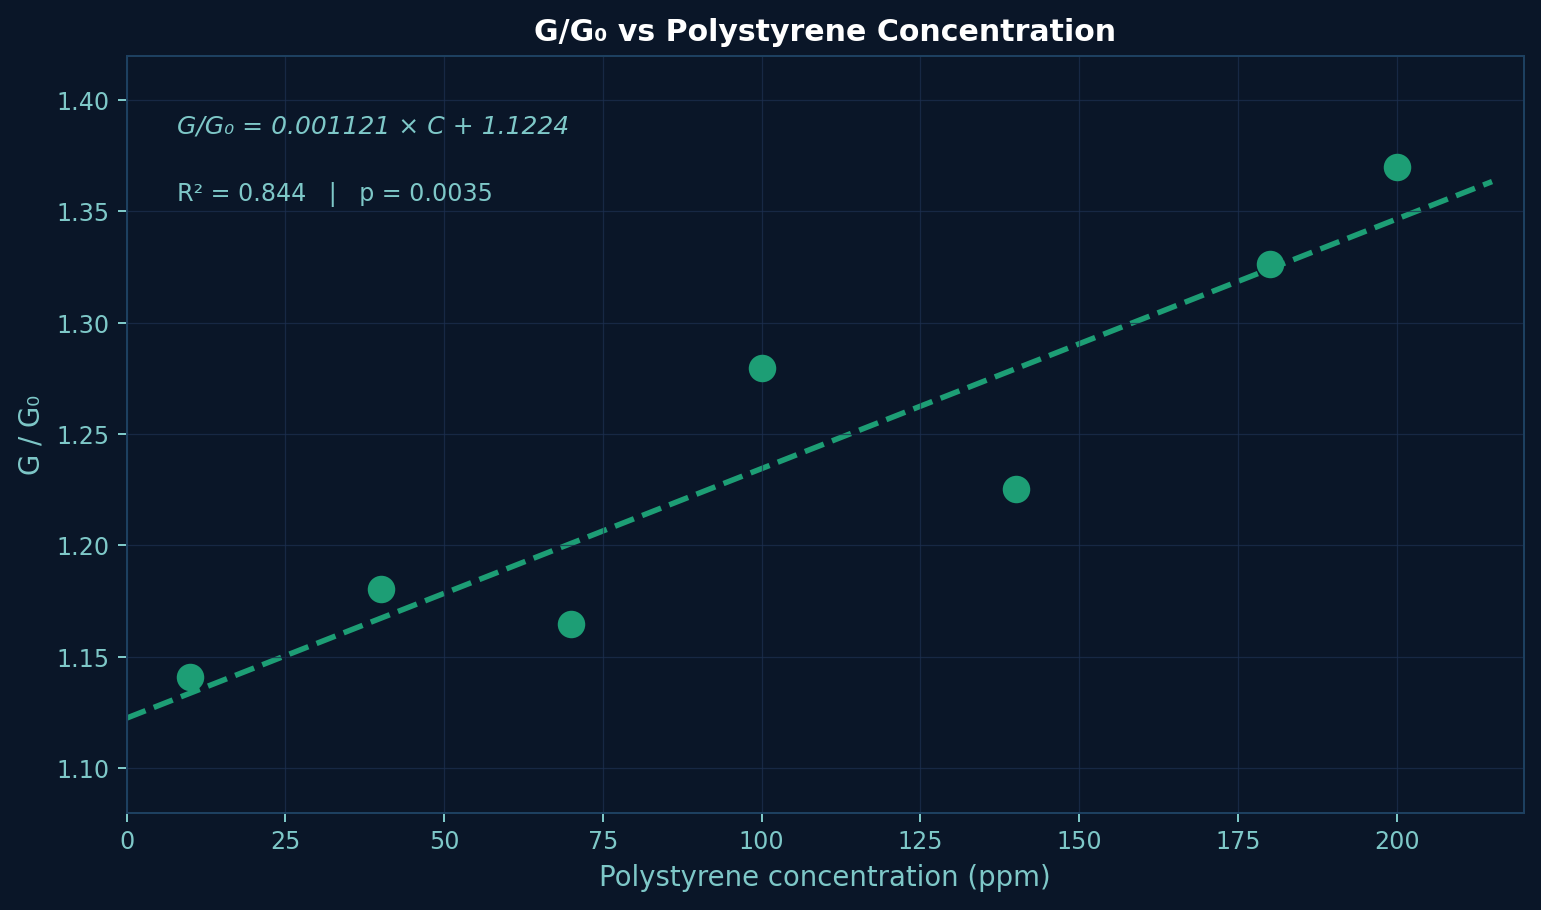 G/G₀ vs Polystyrene Concentration
1.40
G/G₀ = 0.001121 × C + 1.1224
R² = 0.844 | p = 0.0035
1.35
1.30
G / G₀
1.25
1.20
1.15
1.10
0 25 50 75 100 125 150 175 200
Polystyrene concentration (ppm)